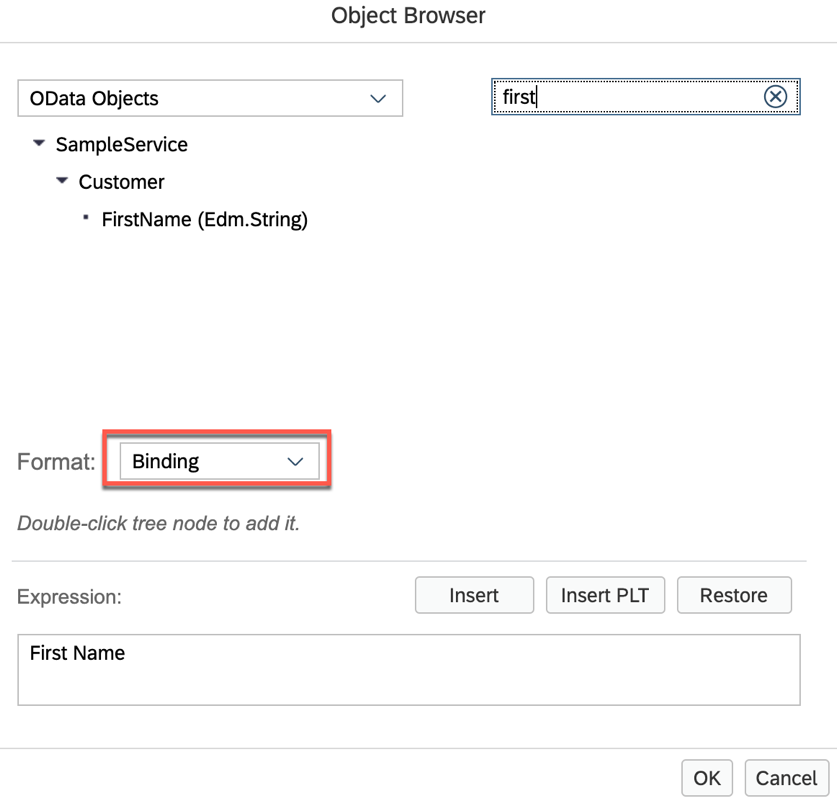 Object Browser
OData Objects
first
SampleService
Customer
FirstName (Edm.String)
Format:
Binding
Double-click tree node to add it.
Expression:
Insert
Insert PLT
Restore
First Name
OK
Cancel